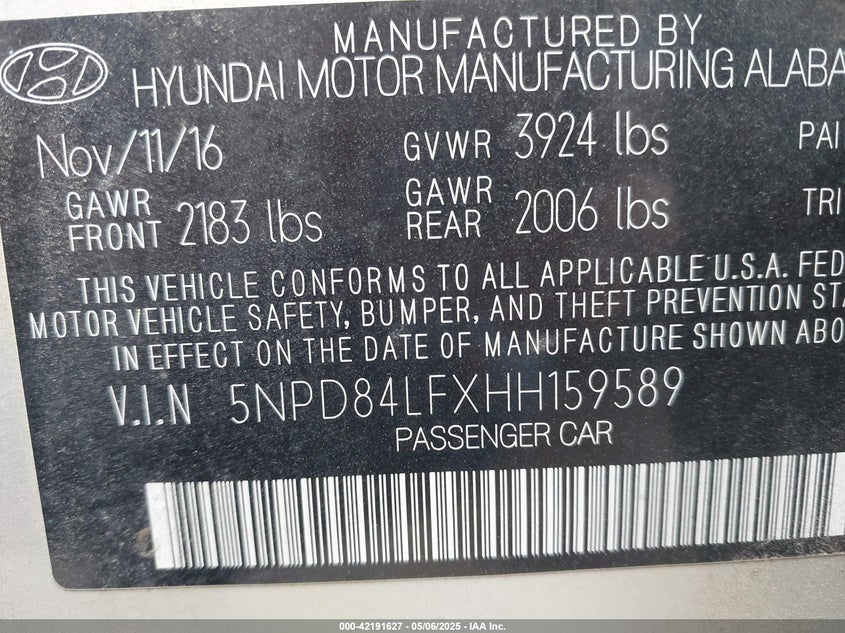 MANUFACTURED BY
HYUNDAI MOTOR MANUFACTURING ALABA
Nov/11/16 GVWR 3924 lbs PAI
GAWR FRONT 2183 lbs GAWR REAR 2006 lbs TRI
THIS VEHICLE CONFORMS TO ALL APPLICABLE U.S.A. FED
MOTOR VEHICLE SAFETY, BUMPER, AND THEFT PREVENTION STA
IN EFFECT ON THE DATE OF MANUFACTURE SHOWN ABO
V.I.N 5NPD84LFXHH159589
PASSENGER CAR
000-42191627 - 05/06/2025 - IAA Inc.